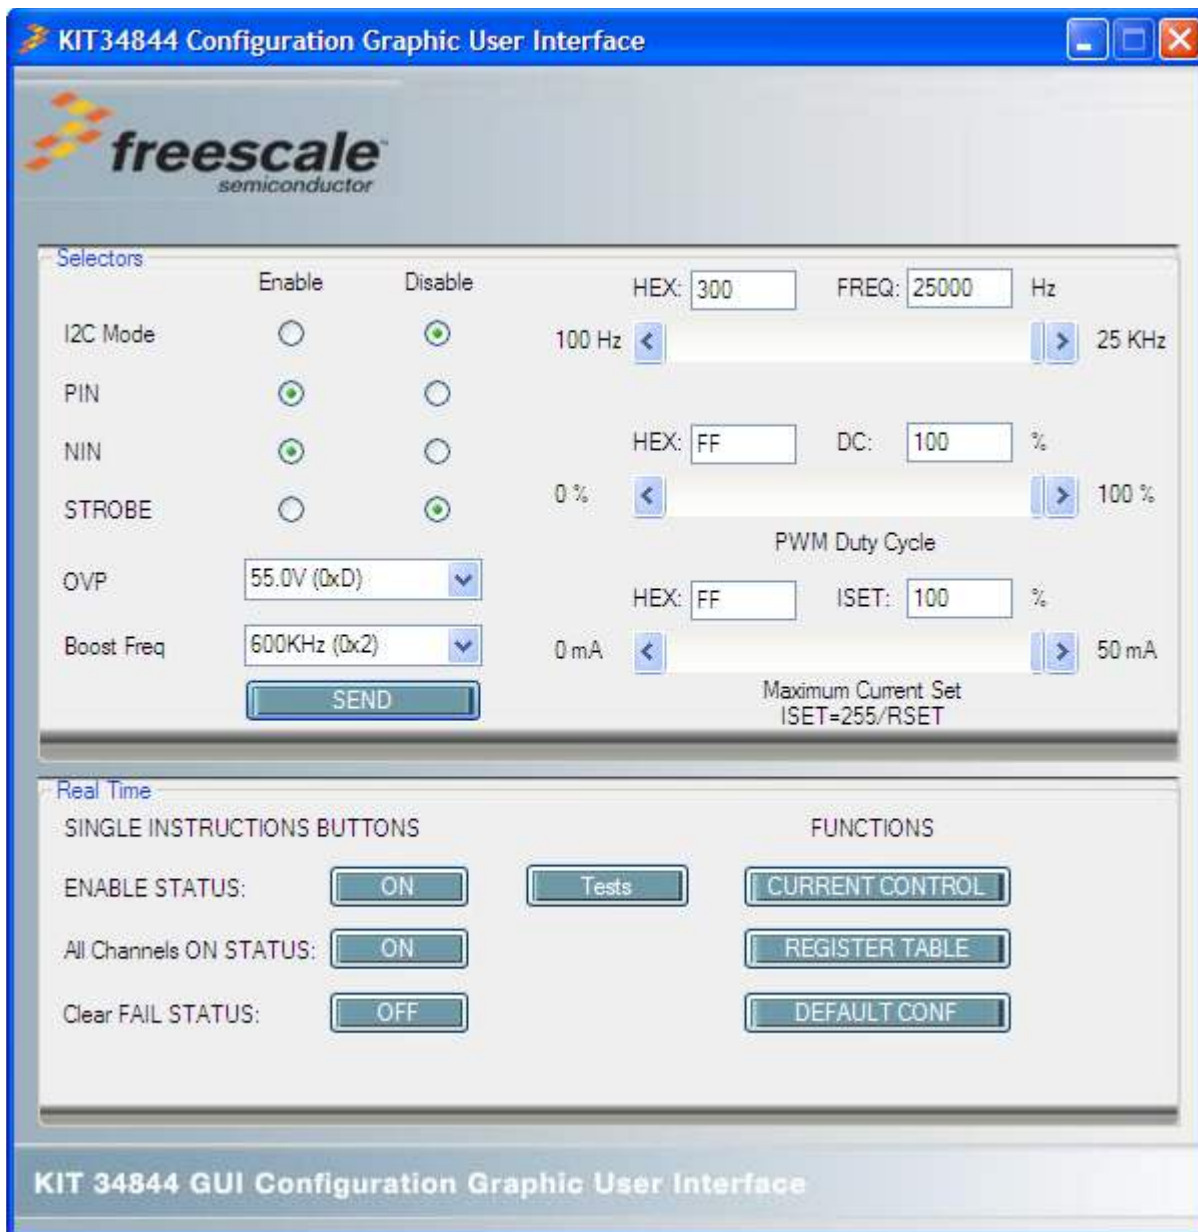 KIT34844 Configuration Graphic User Interface
freescale™
semiconductor
Selectors
Enable Disable
I2C Mode
PIN
NIN
STROBE
OVP 55.0V (0xD)
Boost Freq 600KHz (0x2)
SEND
HEX: 300 FREQ: 25000 Hz
100 Hz 25 KHz
HEX: FF DC: 100 %
0 % 100 %
PWM Duty Cycle
HEX: FF ISET: 100 %
0 mA 50 mA
Maximum Current Set
ISET=255/RSET
Real Time
SINGLE INSTRUCTIONS BUTTONS FUNCTIONS
ENABLE STATUS: ON Tests CURRENT CONTROL
All Channels ON STATUS: ON REGISTER TABLE
Clear FAIL STATUS: OFF DEFAULT CONF
KIT 34844 GUI Configuration Graphic User Interface